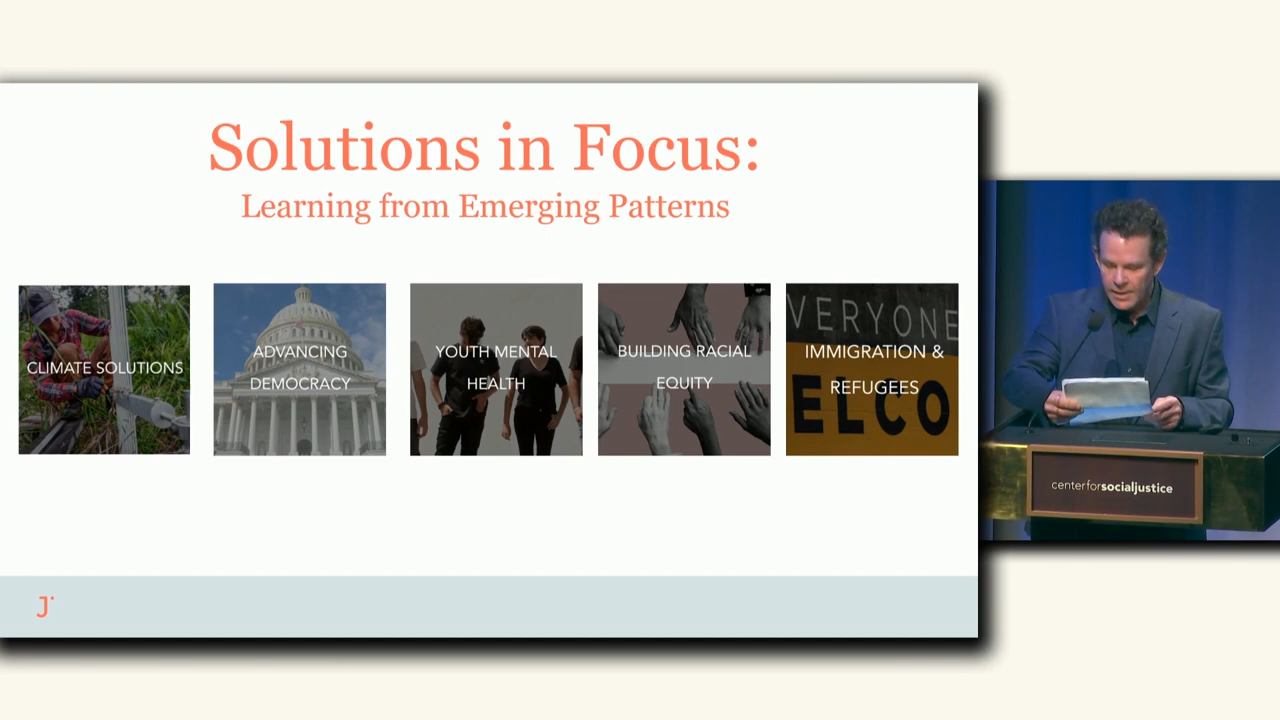 Solutions in Focus:
Learning from Emerging Patterns
CLIMATE SOLUTIONS
ADVANCING
DEMOCRACY
YOUTH MENTAL
HEALTH
BUILDING RACIAL
EQUITY
VERYONE
IMMIGRATION &
REFUGEES
ELCO
J
centerforsocialjustice